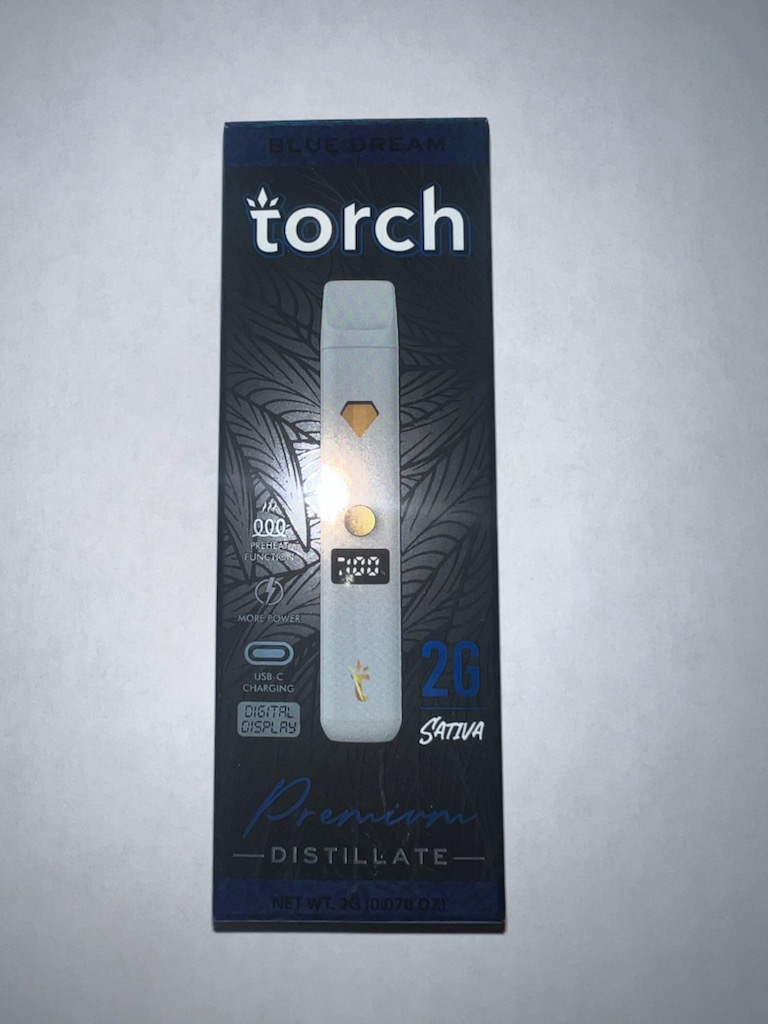 BLUE DREAM
torch
PREHEAT
FUNCTION
MORE POWER
USB-C
CHARGING
DIGITAL
DISPLAY
2G
SATIVA
Premium
DISTILLATE
NET WT. 2G (0.070 OZ)